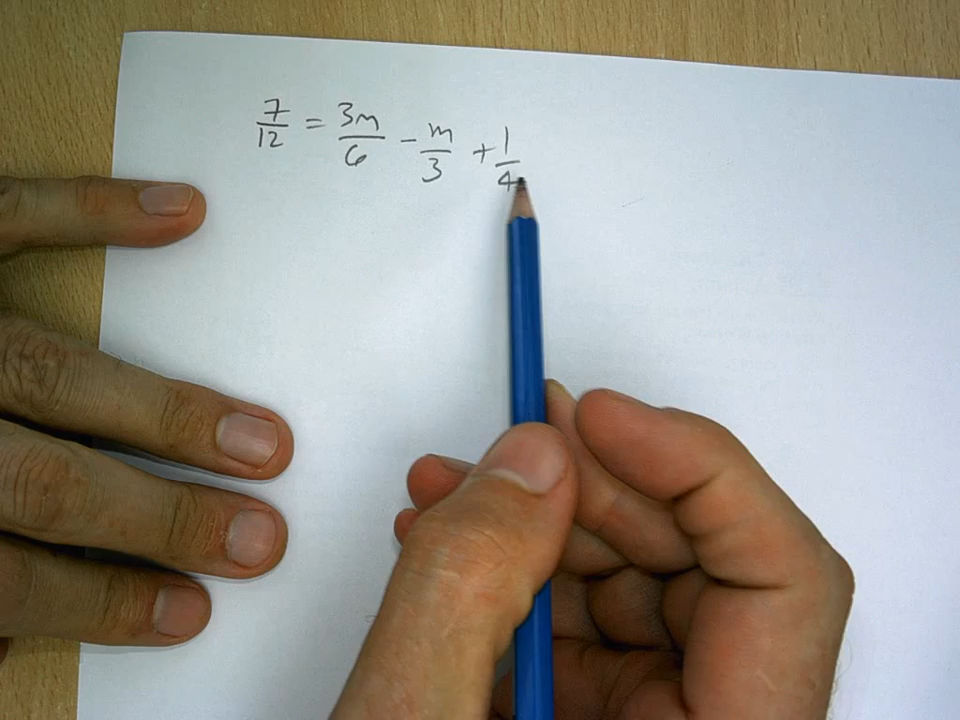 7/12 = 3m/6 - m/3 + 1/4